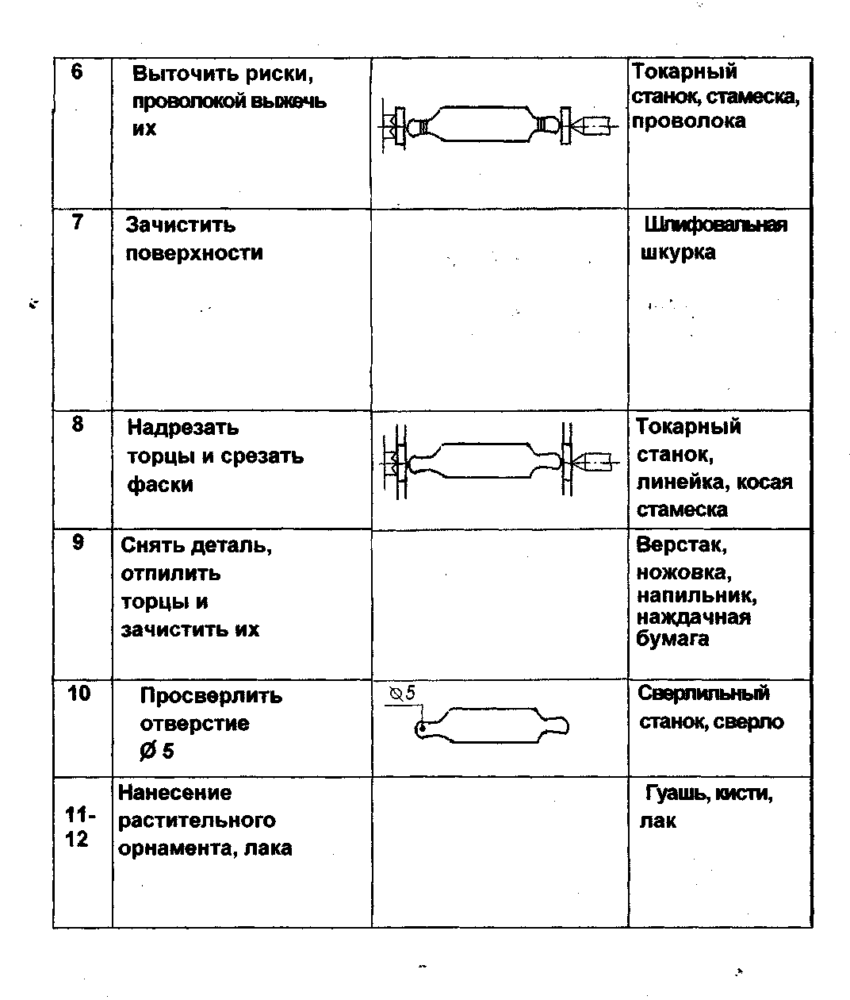 6
Выточить риски,
проволокой выжечь
их
Токарный
станок, стамеска,
проволока
7
Зачистить
поверхности
Шлифовальная
шкурка
8
Надрезать
торцы и срезать
фаски
Токарный
станок,
линейка, косая
стамеска
9
Снять деталь,
отпилить
торцы и
зачистить их
Верстак,
ножовка,
напильник,
наждачная
бумага
10
Просверлить
отверстие
Ø 5
Ø5
Сверлильный
станок, сверло
11-
12
Нанесение
растительного
орнамента, лака
Гуашь, кисти,
лак